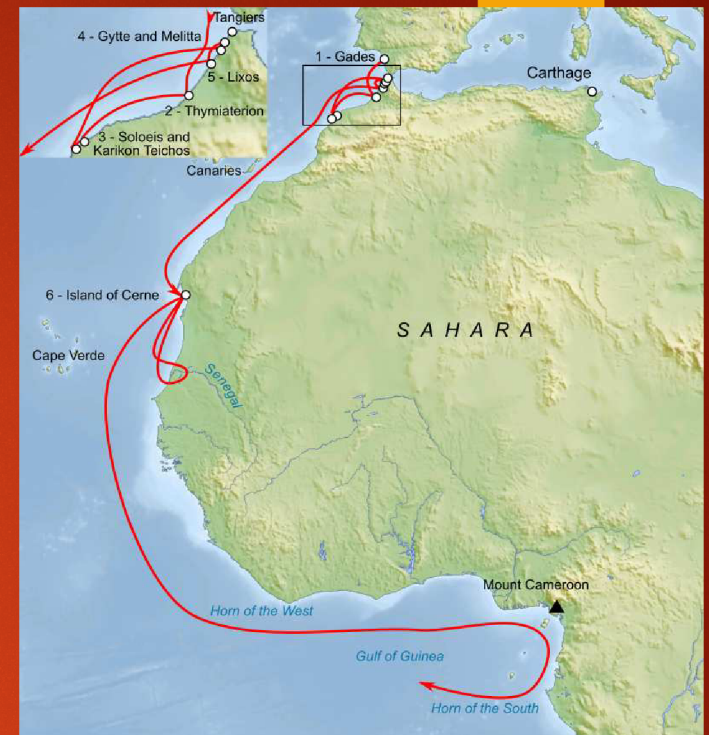 Tangiers
4 - Gytte and Melitta
5 - Lixos
2 - Thymiaterion
3 - Soloeis and
Karikon Teichos
1 - Gades
Carthage
Canaries
6 - Island of Cerne
SAHARA
Cape Verde
Senegal
Mount Cameroon
Horn of the West
Gulf of Guinea
Horn of the South